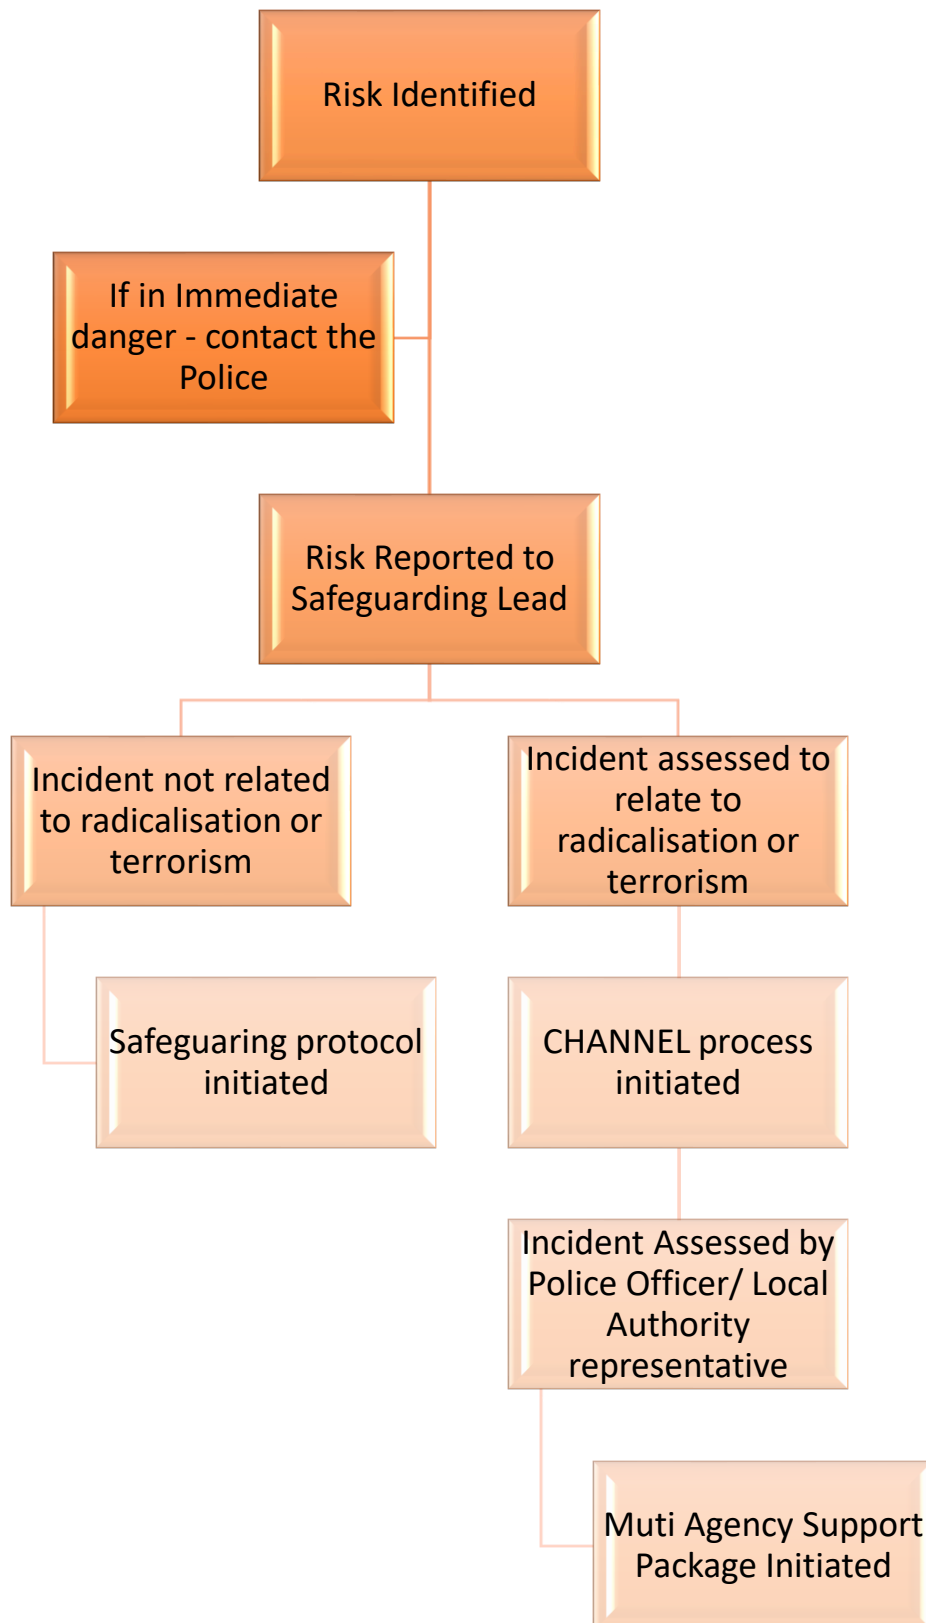 Risk Identified
If in Immediate
danger - contact the
Police
Risk Reported to
Safeguarding Lead
Incident not related
to radicalisation or
terrorism
Incident assessed to
relate to
radicalisation or
terrorism
Safeguaring protocol
initiated
CHANNEL process
initiated
Incident Assessed by
Police Officer/ Local
Authority
representative
Muti Agency Support
Package Initiated